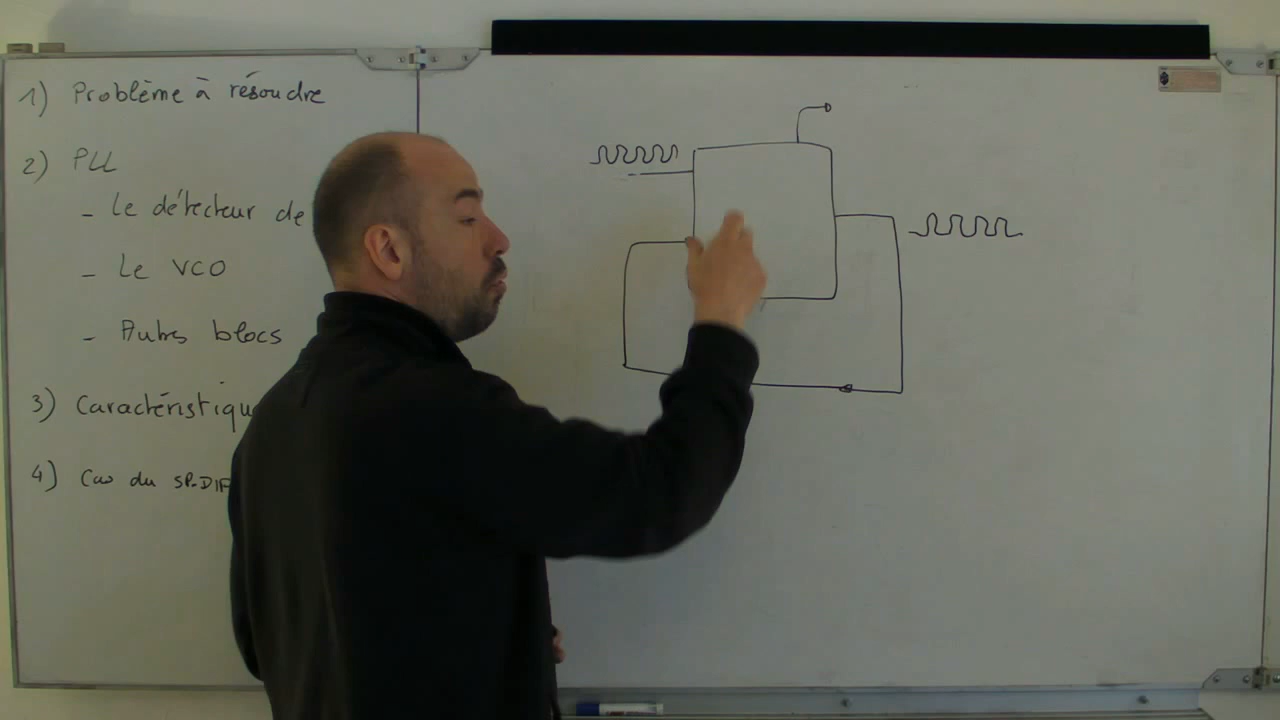 1) Problème à résoudre
2) PLL
- Le détecteur de
- Le VCO
- Autres blocs
3) Caractéristiqu
4) Cas du SP-DIF